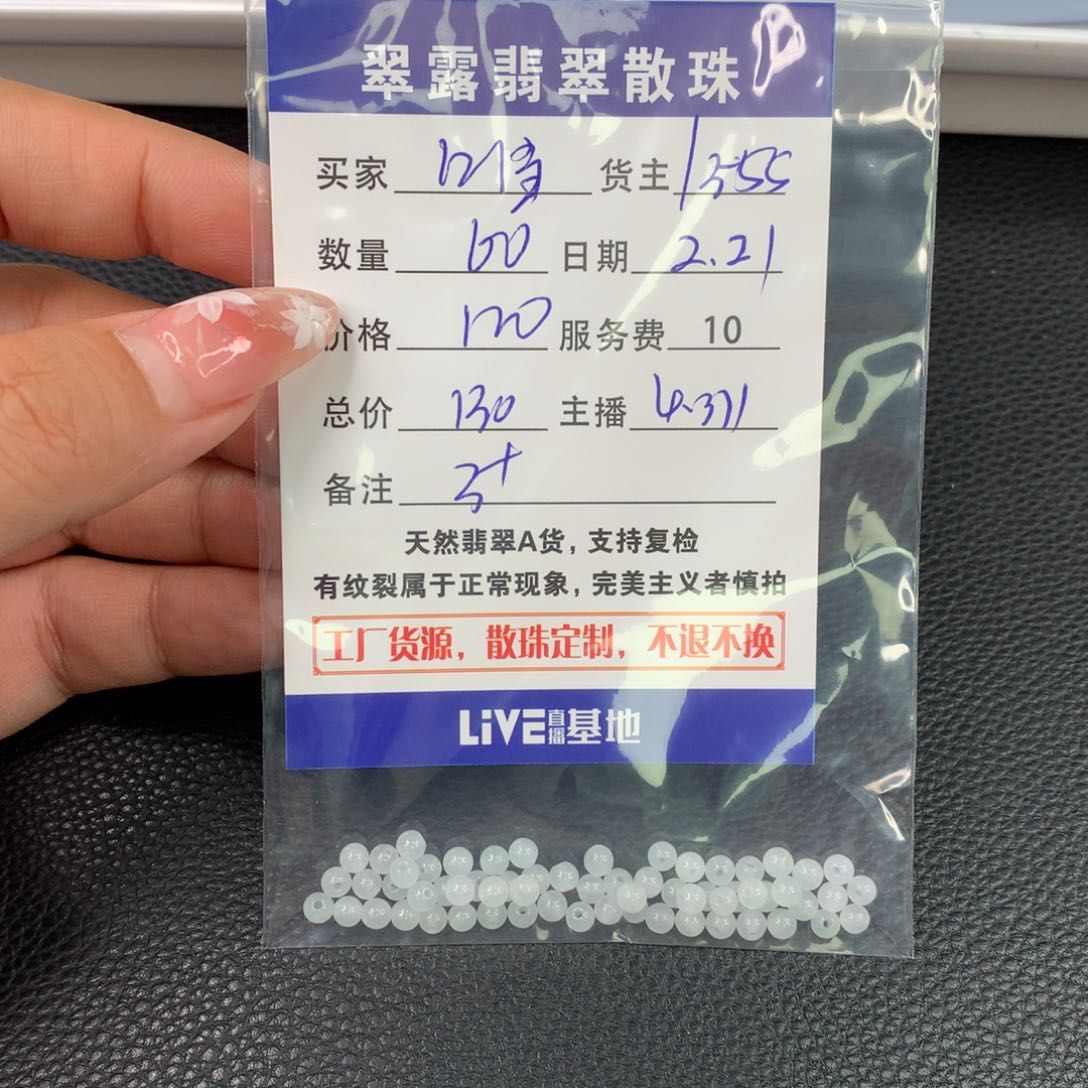 翠露翡翠散珠
买家 货主 1355
数量 60 日期 2.21
价格 120 服务费 10
总价 130 主播 4.371
备注 3+
天然翡翠A货，支持复检
有纹裂属于正常现象，完美主义者慎拍
工厂货源，散珠定制，不退不换
LiVE直播基地